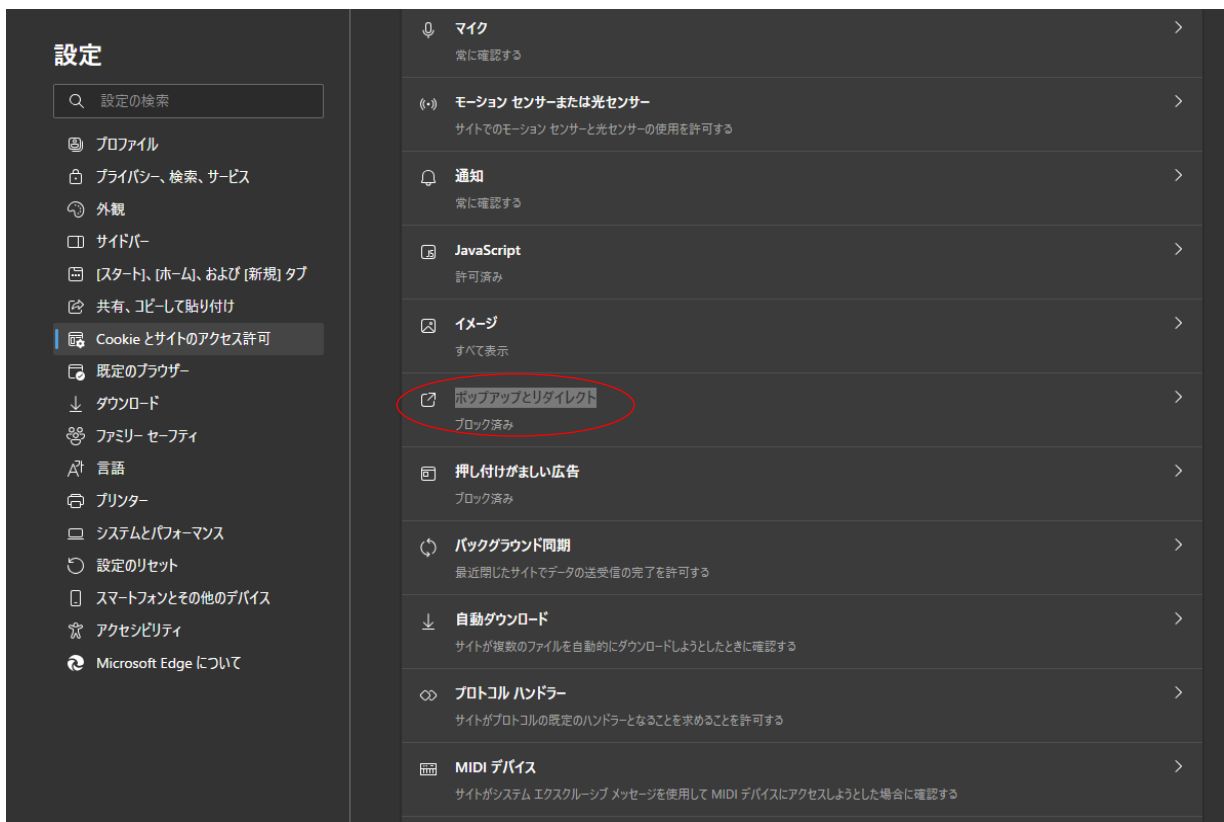 設定
設定の検索
プロファイル
プライバシー、検索、サービス
外観
サイドバー
[スタート]、[ホーム]、および [新規] タブ
共有、コピーして貼り付け
Cookie とサイトのアクセス許可
既定のブラウザー
ダウンロード
ファミリー セーフティ
言語
プリンター
システムとパフォーマンス
設定のリセット
スマートフォンとその他のデバイス
アクセシビリティ
Microsoft Edge について
マイク
常に確認する
モーション センサーまたは光センサー
サイトでのモーション センサーと光センサーの使用を許可する
通知
常に確認する
JavaScript
許可済み
イメージ
すべて表示
ポップアップとリダイレクト
ブロック済み
押し付けがましい広告
ブロック済み
バックグラウンド同期
最近閉じたサイトでデータの送受信の完了を許可する
自動ダウンロード
サイトが複数のファイルを自動的にダウンロードしようとしたときに確認する
プロトコル ハンドラー
サイトがプロトコルの既定のハンドラーとなることを求めることを許可する
MIDI デバイス
サイトがシステム エクスクルーシブ メッセージを使用して MIDI デバイスにアクセスしようとした場合に確認する